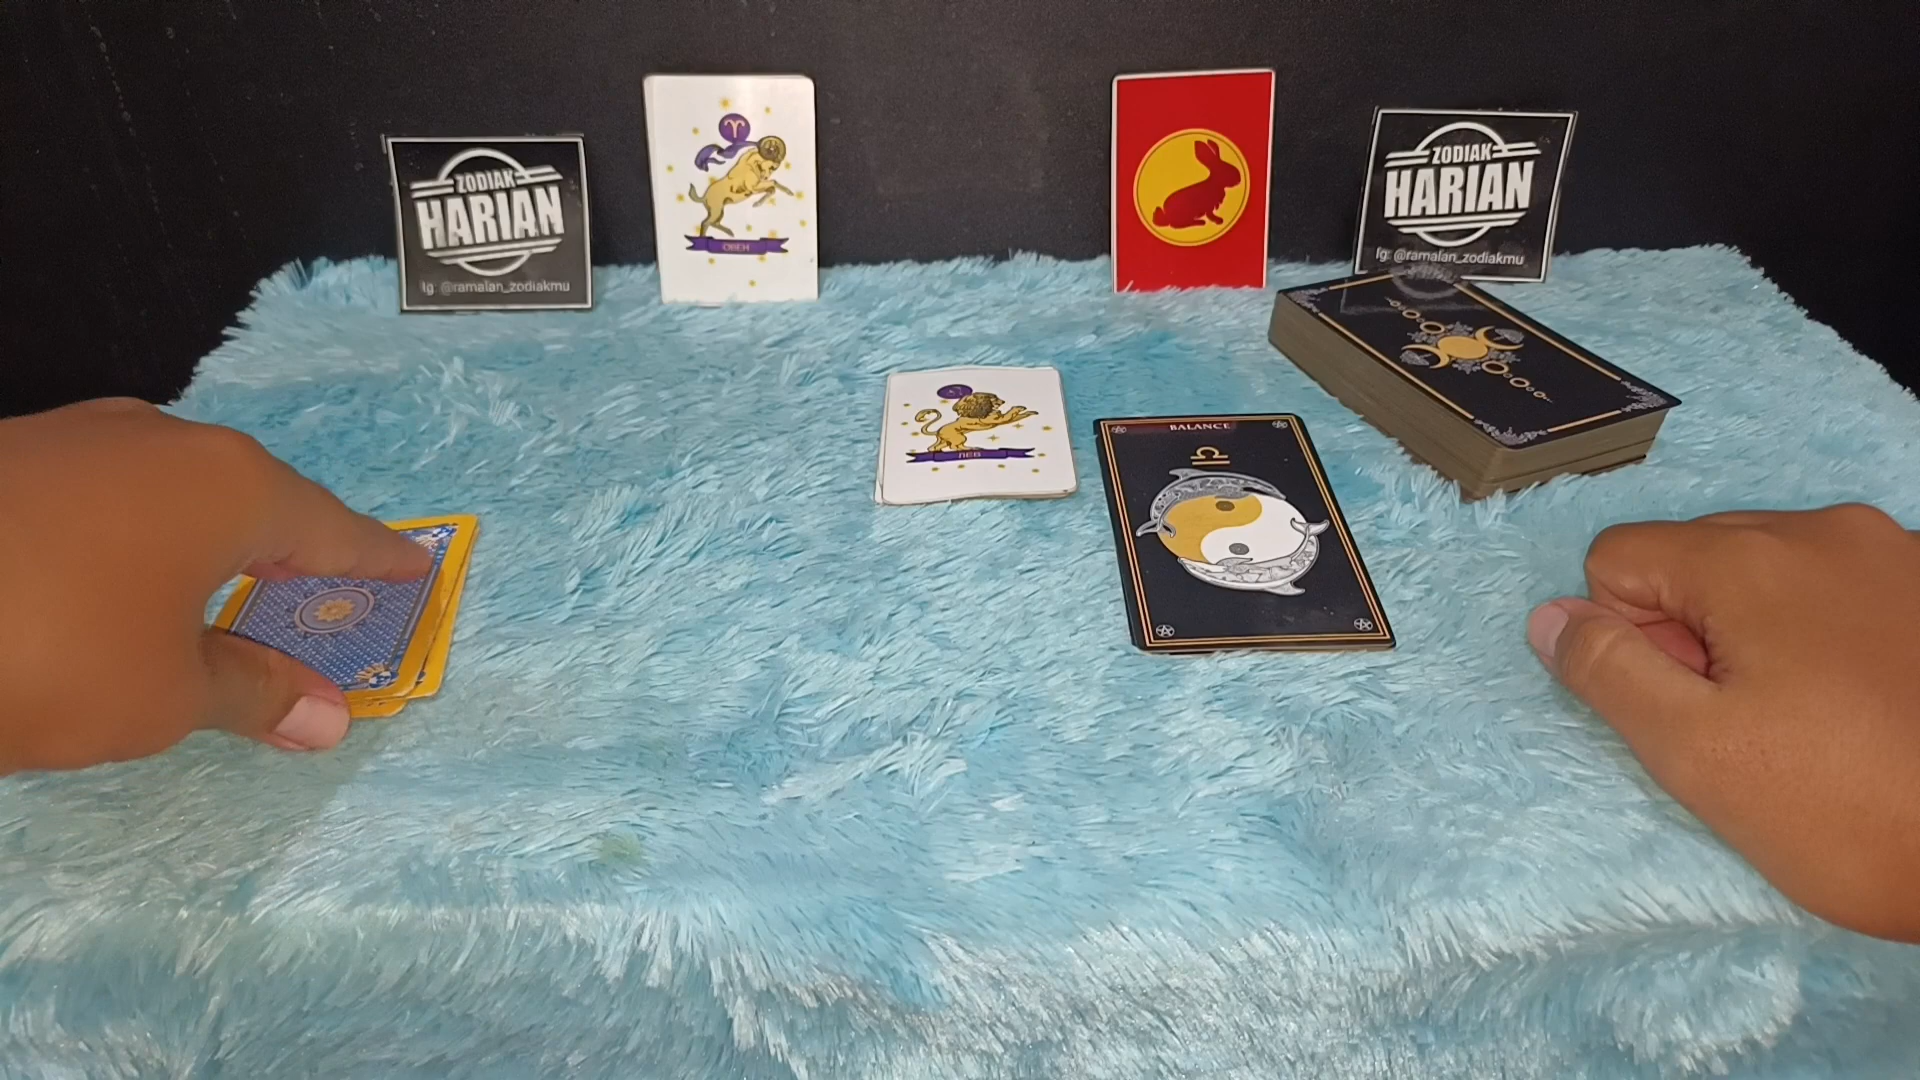 ZODIAK
HARIAN
Ig: @ramalan_zodiakmu
ОВЕН
ZODIAK
HARIAN
Ig: @ramalan_zodiakmu
ЛЕВ
BALANCE